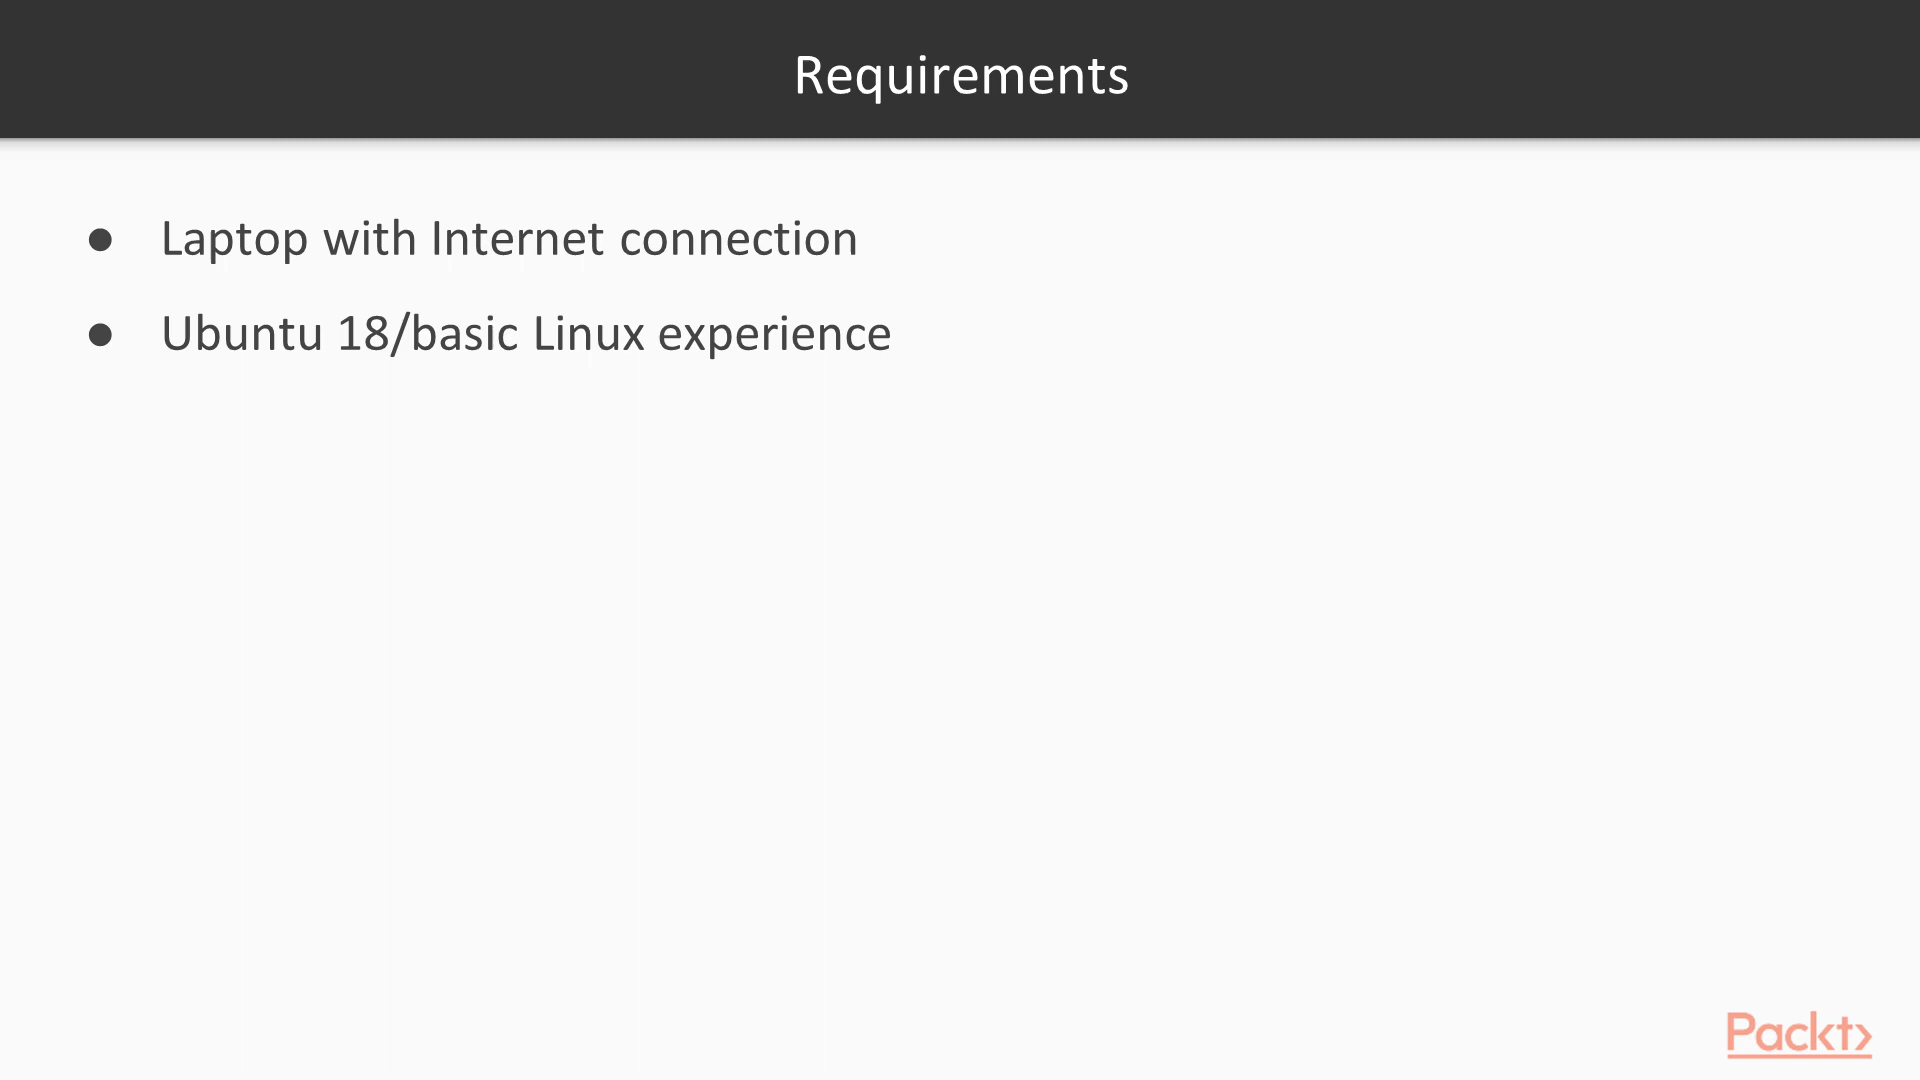 Requirements
● Laptop with Internet connection
● Ubuntu 18/basic Linux experience
Packt>